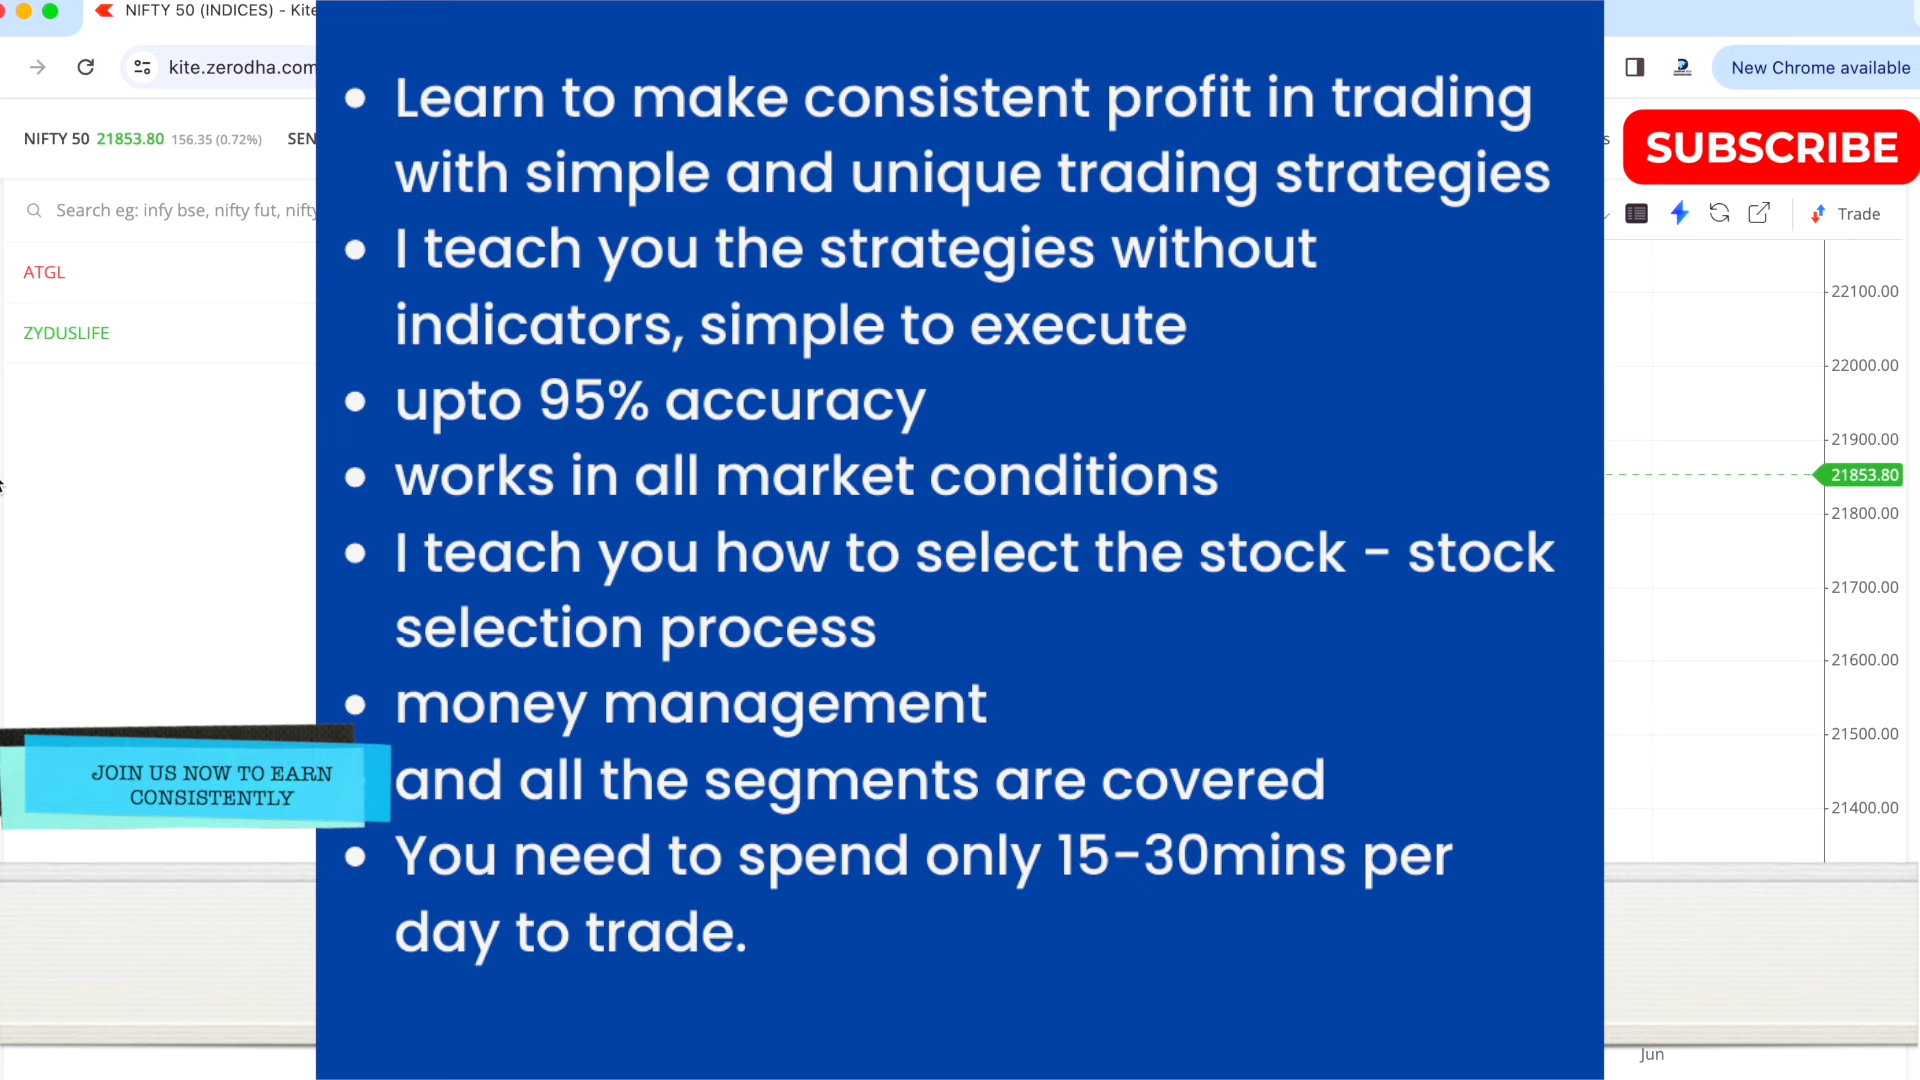 NIFTY 50 (INDICES) - Kite
kite.zerodha.com
New Chrome available
NIFTY 50 21853.80 156.35 (0.72%) SEN
SUBSCRIBE
Search eg: infy bse, nifty fut, nifty
Trade
ATGL
ZYDUSLIFE
• Learn to make consistent profit in trading
with simple and unique trading strategies
• I teach you the strategies without
indicators, simple to execute
• upto 95% accuracy
• works in all market conditions
• I teach you how to select the stock - stock
selection process
• money management
and all the segments are covered
• You need to spend only 15-30mins per
day to trade.
JOIN US NOW TO EARN
CONSISTENTLY
22100.00
22000.00
21900.00
21853.80
21800.00
21700.00
21600.00
21500.00
21400.00
Jun